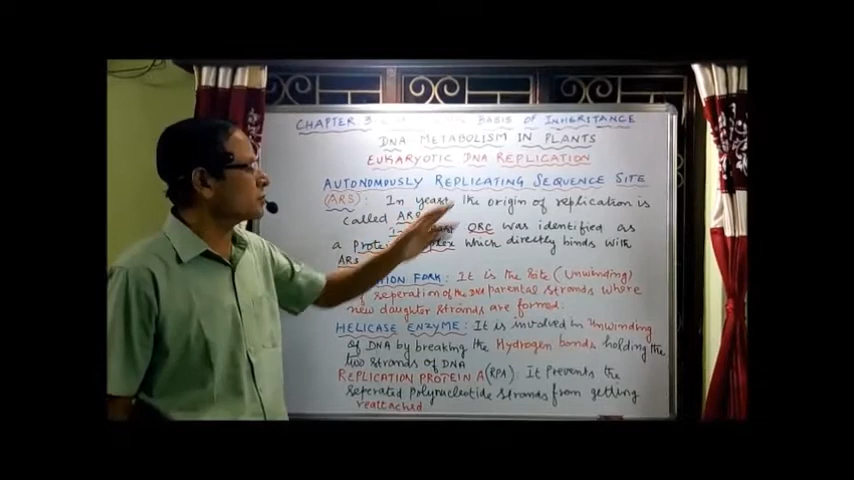 CHAPTER 3 BASIS OF INHERITANCE
DNA METABOLISM IN PLANTS
EUKARYOTIC DNA REPLICATION
AUTONOMOUSLY REPLICATING SEQUENCE SITE
(ARS): In yeast the origin of replication is
called ARS
ORC was identified as
a which directly binds with
ARS
FORK: It is the site (Unwinding)
of seperation of the DNA parental strands where
new daughter strands are formed.
HELICASE ENZYME: It is involved in Unwinding
of DNA by breaking the Hydrogen bonds holding the
two strands of DNA
REPLICATION PROTEIN A (RPA): It prevents the
seperated polynucleotide strands from getting
reattached